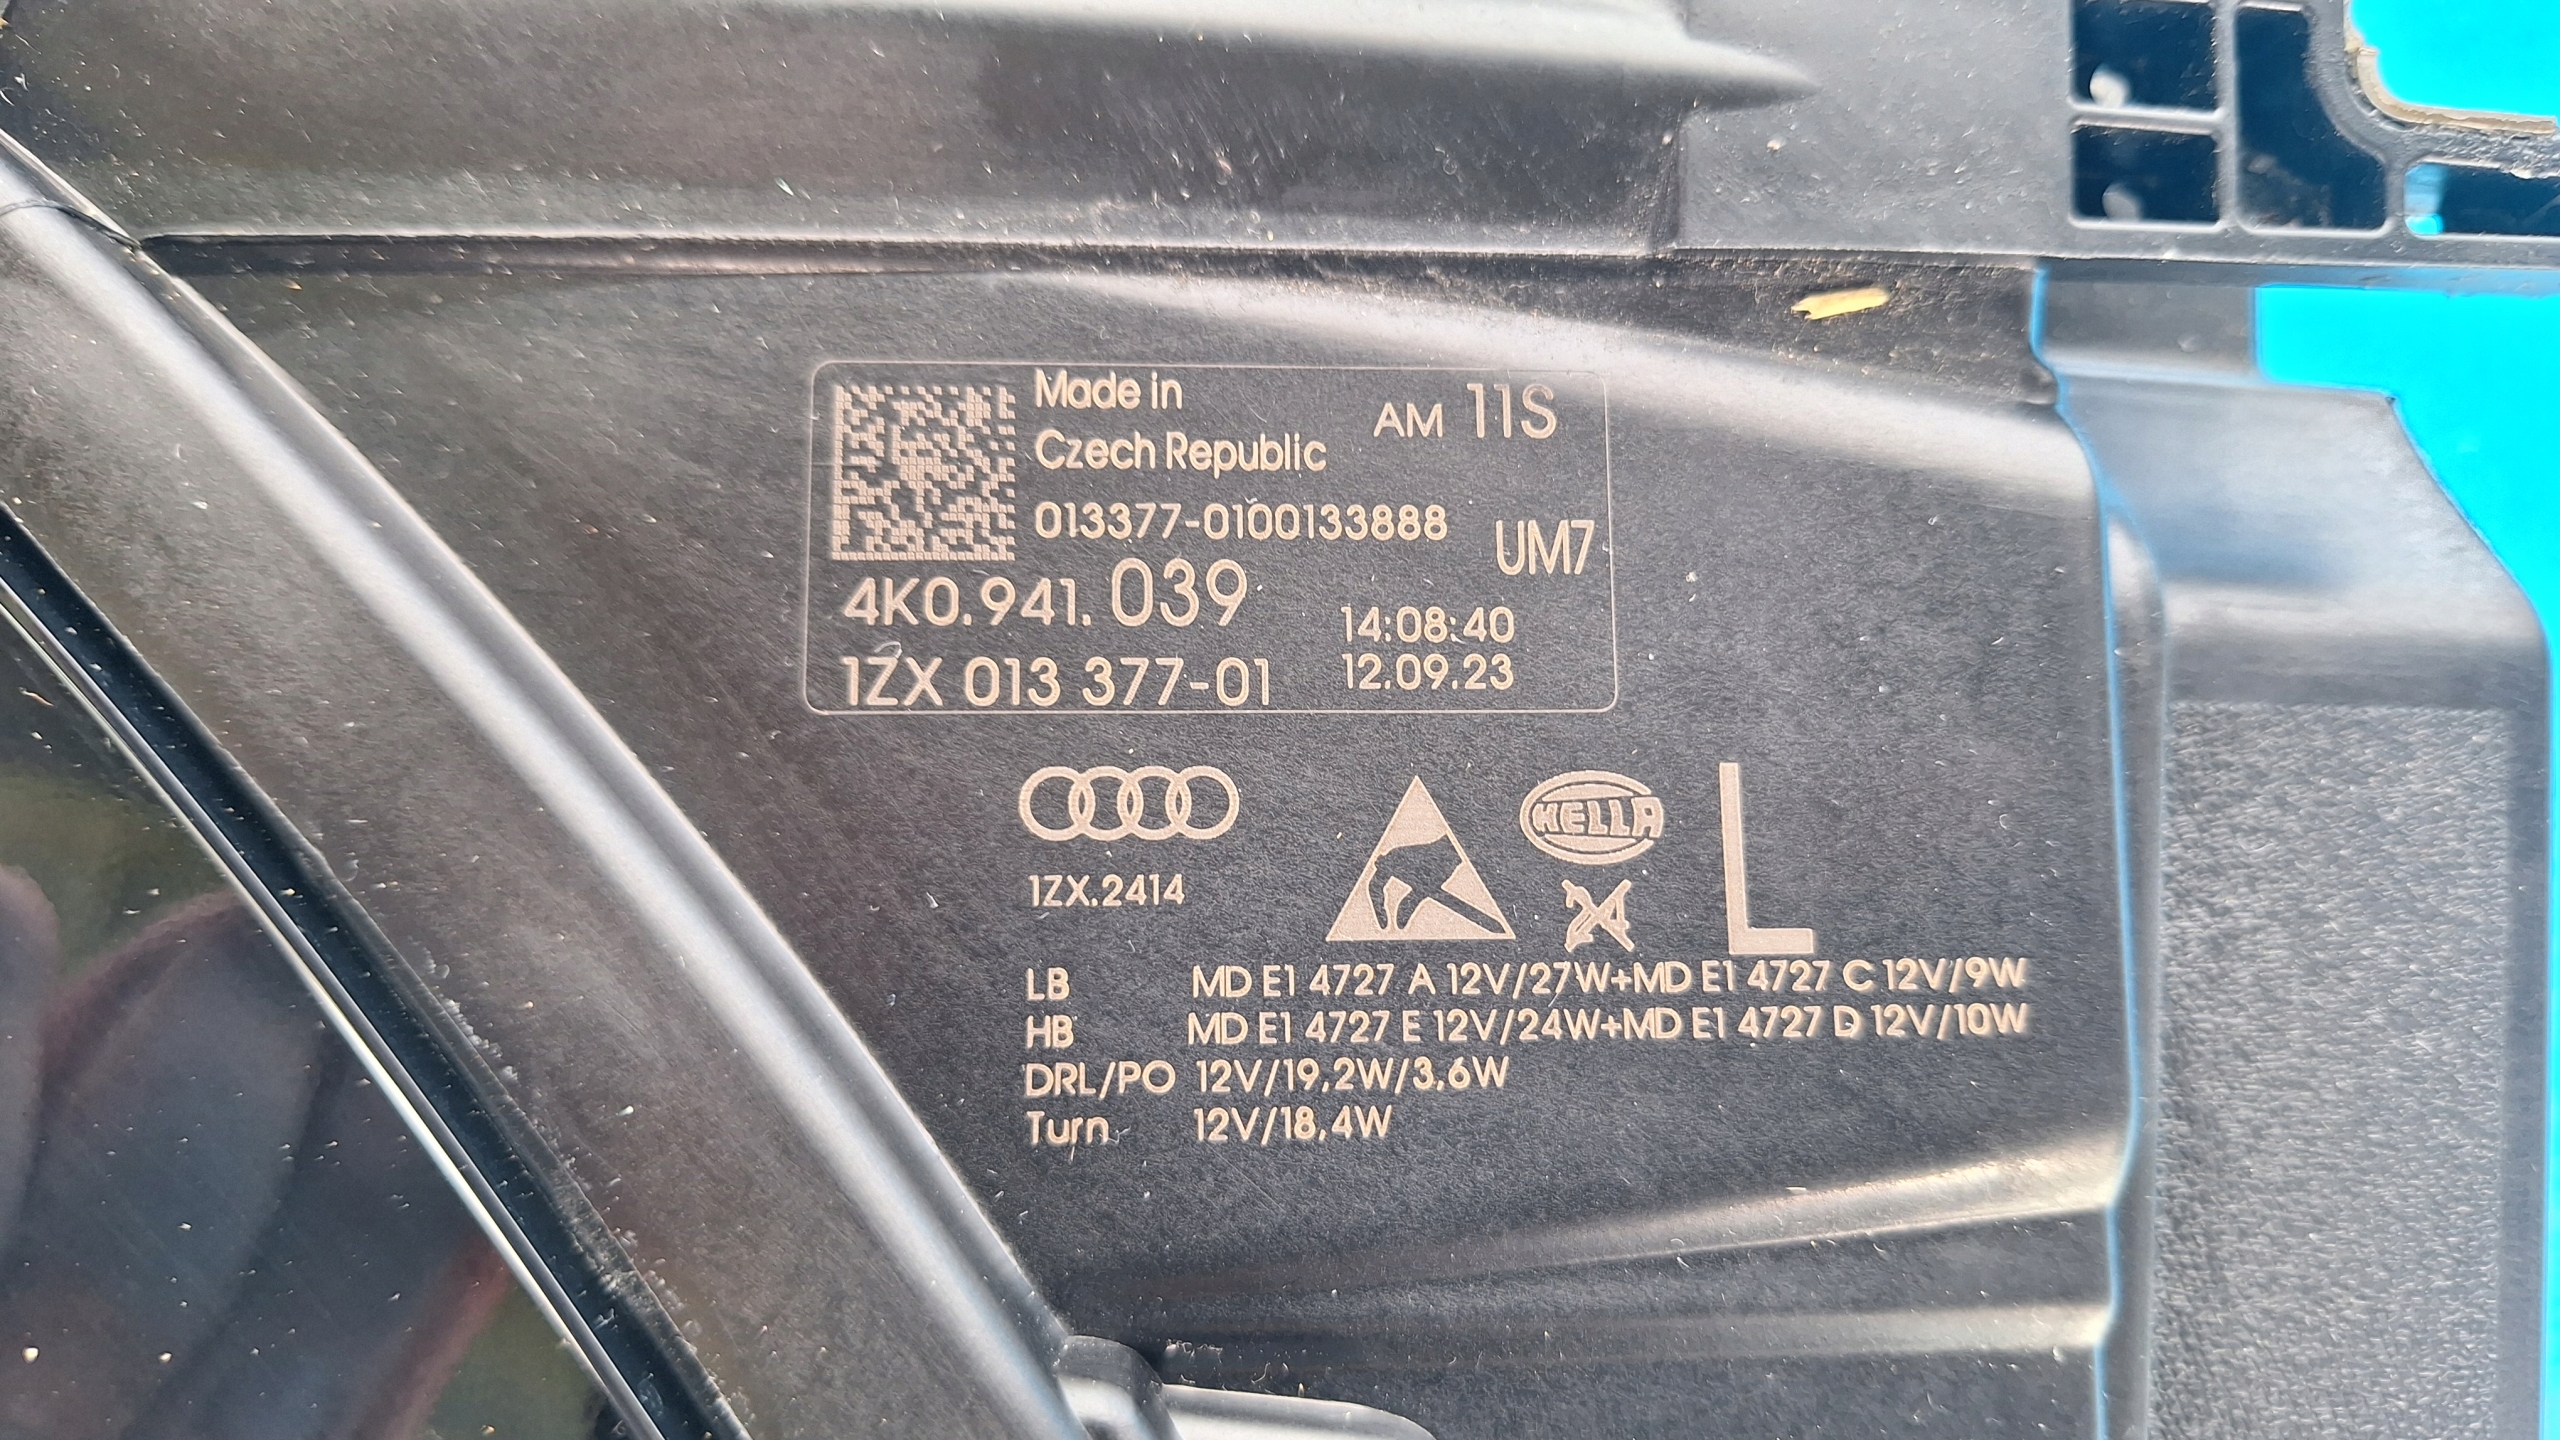 Made in
Czech Republic
AM 11S
013377-0100133888
UM7
4K0.941.039
14:08:40
1ZX 013 377-01
12.09.23
HELLA
L
1ZX.2414
24
LB MD E1 4727 A 12V/27W+MD E1 4727 C 12V/9W
HB MD E1 4727 E 12V/24W+MD E1 4727 D 12V/10W
DRL/PO 12V/19,2W/3,6W
Turn 12V/18,4W